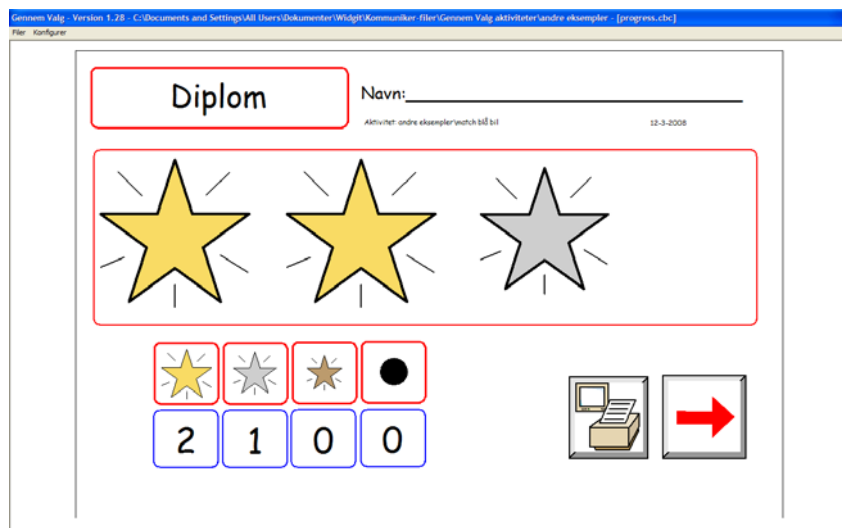 Gennem Valg - Version 1.28 - C:\Documents and Settings\All Users\Dokumenter\Widgit\Kommuniker-filer\Gennem Valg aktiviteter\andre eksempler - [progress.cbc]
Filer Konfigurer
Diplom
Navn:
Aktivitet: andre eksempler\match blå bil 12-3-2008
2 1 0 0